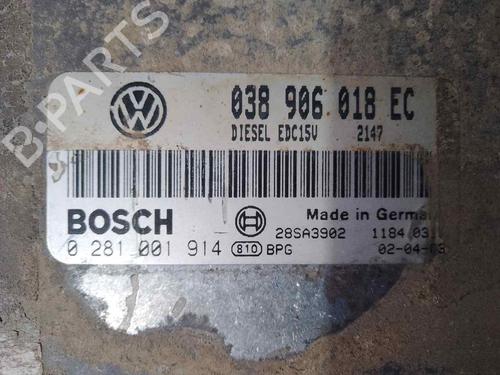 B-PARTS
038 906 018 EC
DIESEL EDC15V 2147
BOSCH
Made in German
0 281 001 914 810 BPG 28SA3902 1184 031
02-04-03